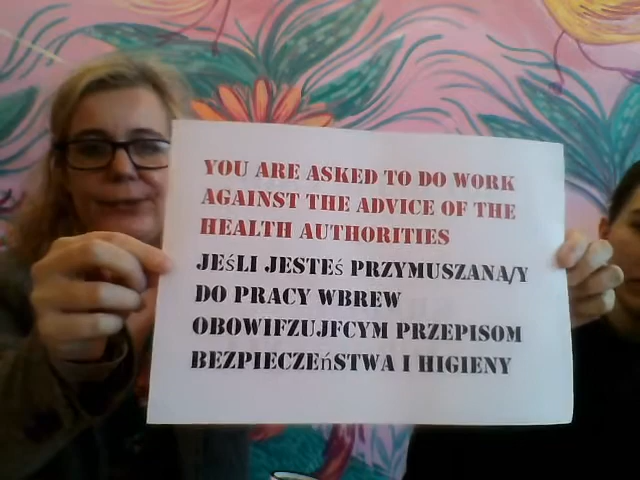 YOU ARE ASKED TO DO WORK
AGAINST THE ADVICE OF THE
HEALTH AUTHORITIES
JEśLI JESTEś PRZYMUSZANA/Y
DO PRACY WBREW
OBOWIFZUJFCYM PRZEPISOM
BEZPIECZEńSTWA I HIGIENY